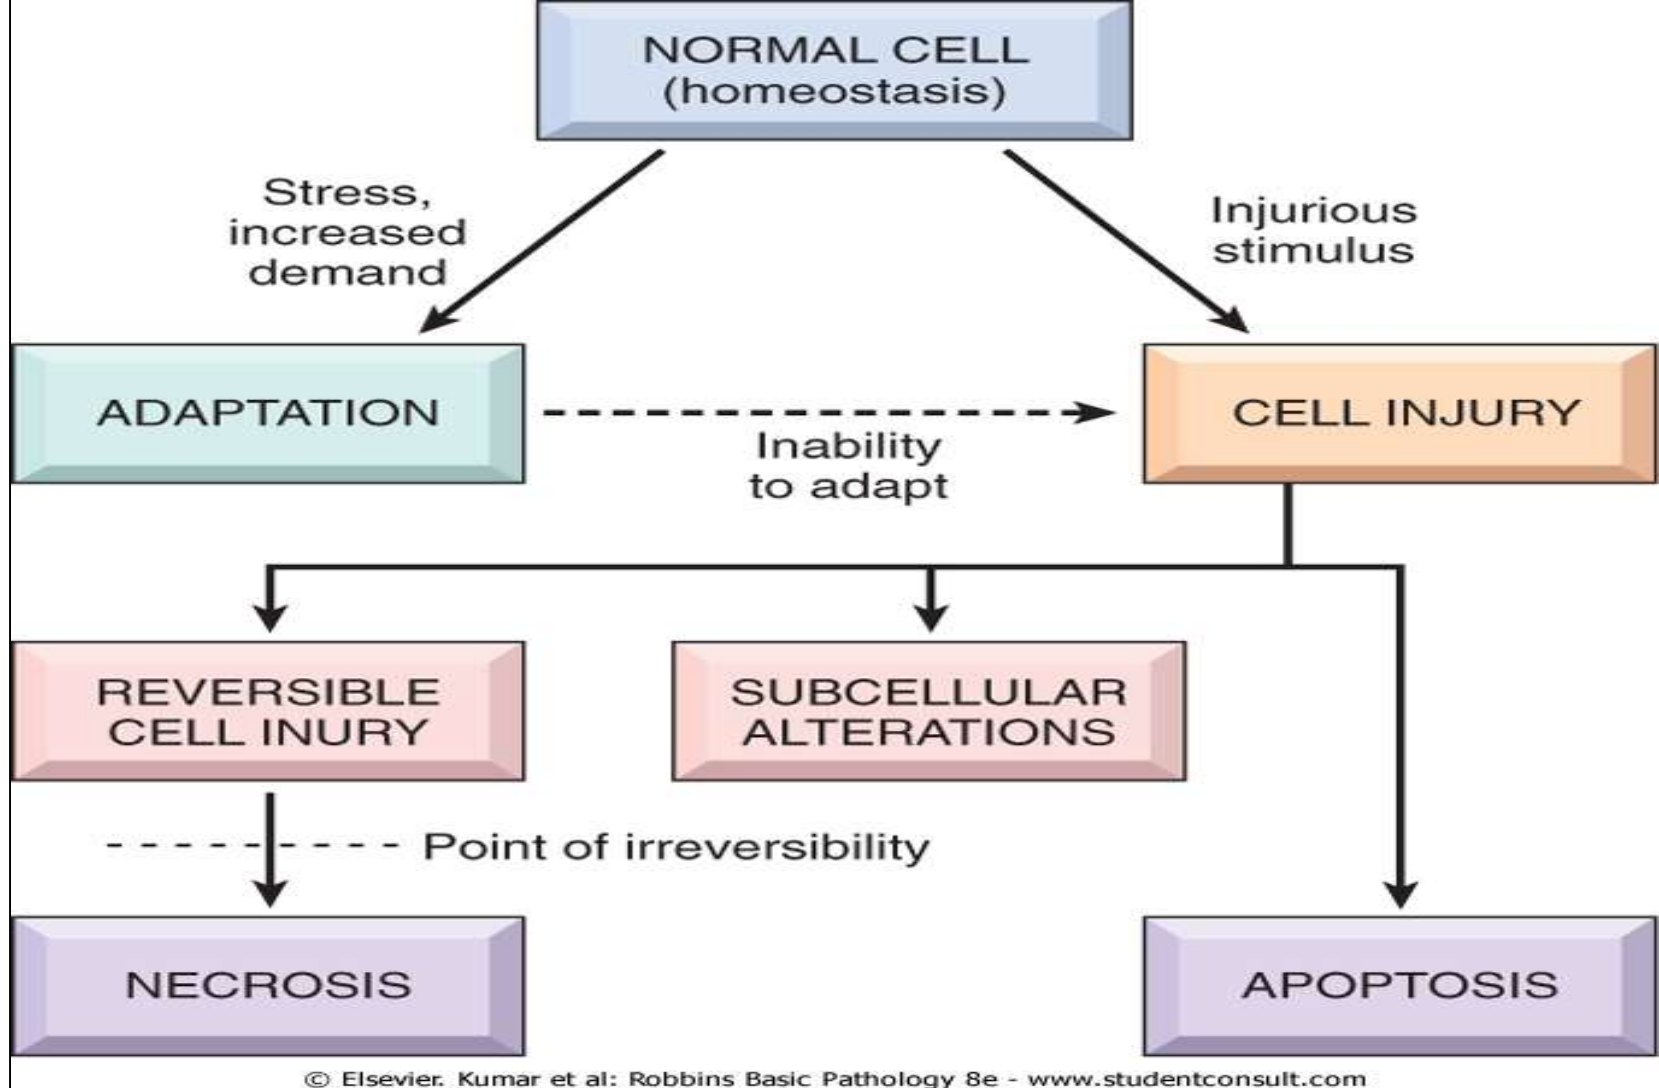 NORMAL CELL
(homeostasis)
Stress,
increased
demand
Injurious
stimulus
ADAPTATION
Inability
to adapt
CELL INJURY
REVERSIBLE
CELL INURY
SUBCELLULAR
ALTERATIONS
Point of irreversibility
NECROSIS
APOPTOSIS
© Elsevier. Kumar et al: Robbins Basic Pathology 8e - www.studentconsult.com